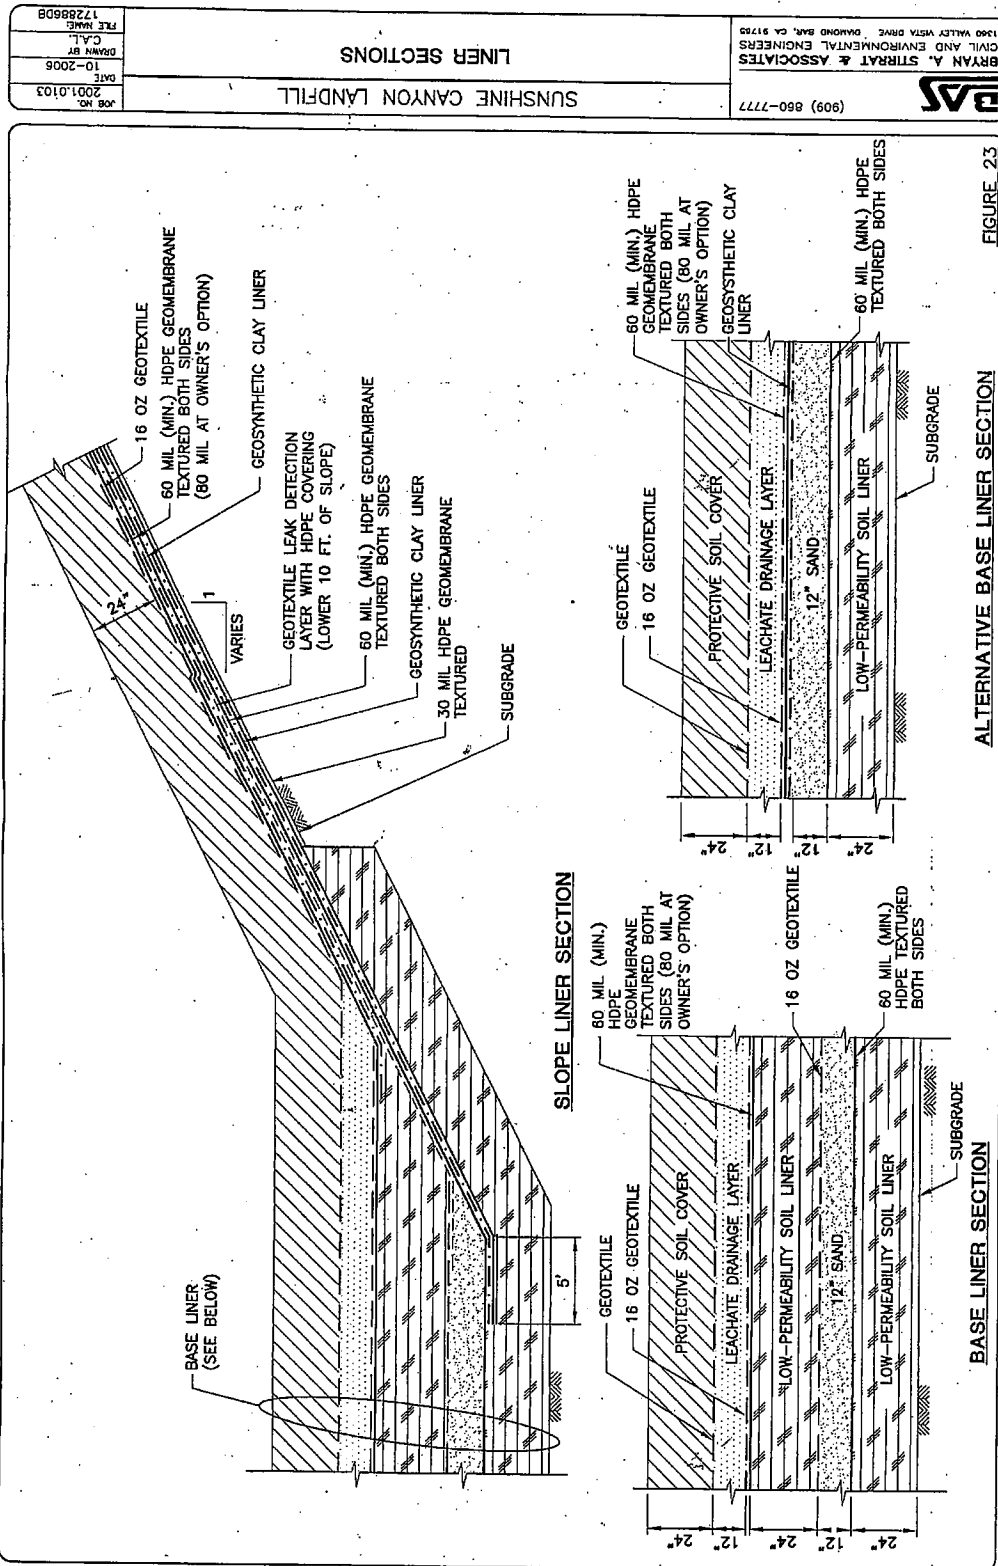 BASE LINER
(SEE BELOW)
24"
1
VARIES
16 OZ GEOTEXTILE
60 MIL (MIN.) HDPE GEOMEMBRANE
TEXTURED BOTH SIDES
(80 MIL AT OWNER'S OPTION)
GEOSYNTHETIC CLAY LINER
GEOTEXTILE LEAK DETECTION
LAYER WITH HDPE COVERING
(LOWER 10 FT. OF SLOPE)
60 MIL (MIN.) HDPE GEOMEMBRANE
TEXTURED BOTH SIDES
GEOSYNTHETIC CLAY LINER
30 MIL HDPE GEOMEMBRANE
TEXTURED
SUBGRADE
5'
SLOPE LINER SECTION
GEOTEXTILE
16 OZ GEOTEXTILE
60 MIL (MIN.)
HDPE
GEOMEMBRANE
TEXTURED BOTH
SIDES (80 MIL AT
OWNER'S OPTION)
24"
PROTECTIVE SOIL COVER
12"
LEACHATE DRAINAGE LAYER
24"
LOW-PERMEABILITY SOIL LINER
16 OZ GEOTEXTILE
12"
12" SAND
60 MIL (MIN.)
HDPE TEXTURED
BOTH SIDES
24"
LOW-PERMEABILITY SOIL LINER
SUBGRADE
BASE LINER SECTION
GEOTEXTILE
16 OZ GEOTEXTILE
60 MIL (MIN.) HDPE
GEOMEMBRANE
TEXTURED BOTH
SIDES (80 MIL AT
OWNER'S OPTION)
GEOSYSTHETIC CLAY
LINER
24"
PROTECTIVE SOIL COVER
12"
LEACHATE DRAINAGE LAYER
12"
12" SAND
60 MIL (MIN.) HDPE
TEXTURED BOTH SIDES
24"
LOW-PERMEABILITY SOIL LINER
SUBGRADE
ALTERNATIVE BASE LINER SECTION
FIGURE 23
BAS
(909) 860-7777
BRYAN A. STIRRAT & ASSOCIATES
CIVIL AND ENVIRONMENTAL ENGINEERS
1360 VALLEY VISTA DRIVE DIAMOND BAR, CA 91765
SUNSHINE CANYON LANDFILL
LINER SECTIONS
JOB NO.
2001.0103
DATE
10-2006
DRAWN BY
C.A.L.
FILE NAME:
17288608